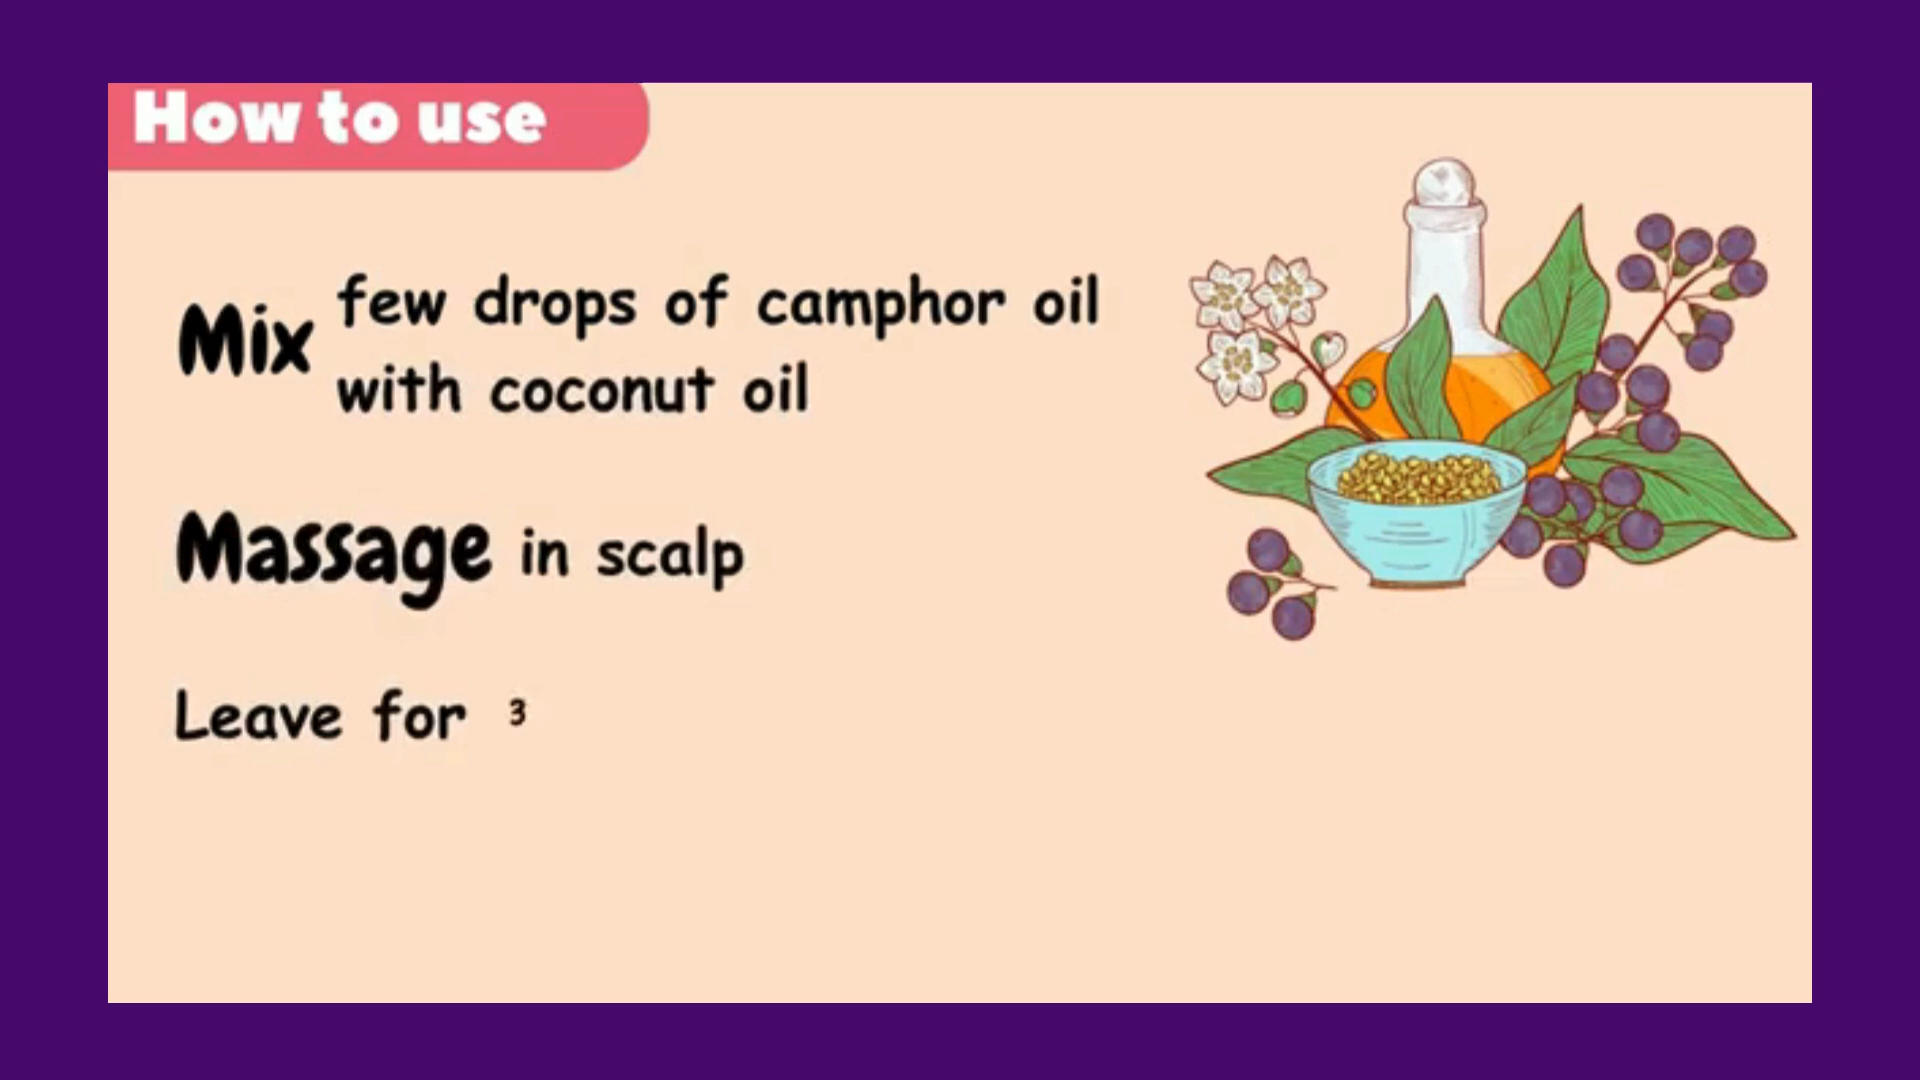 How to use
Mix few drops of camphor oil
with coconut oil
Massage in scalp
Leave for 3